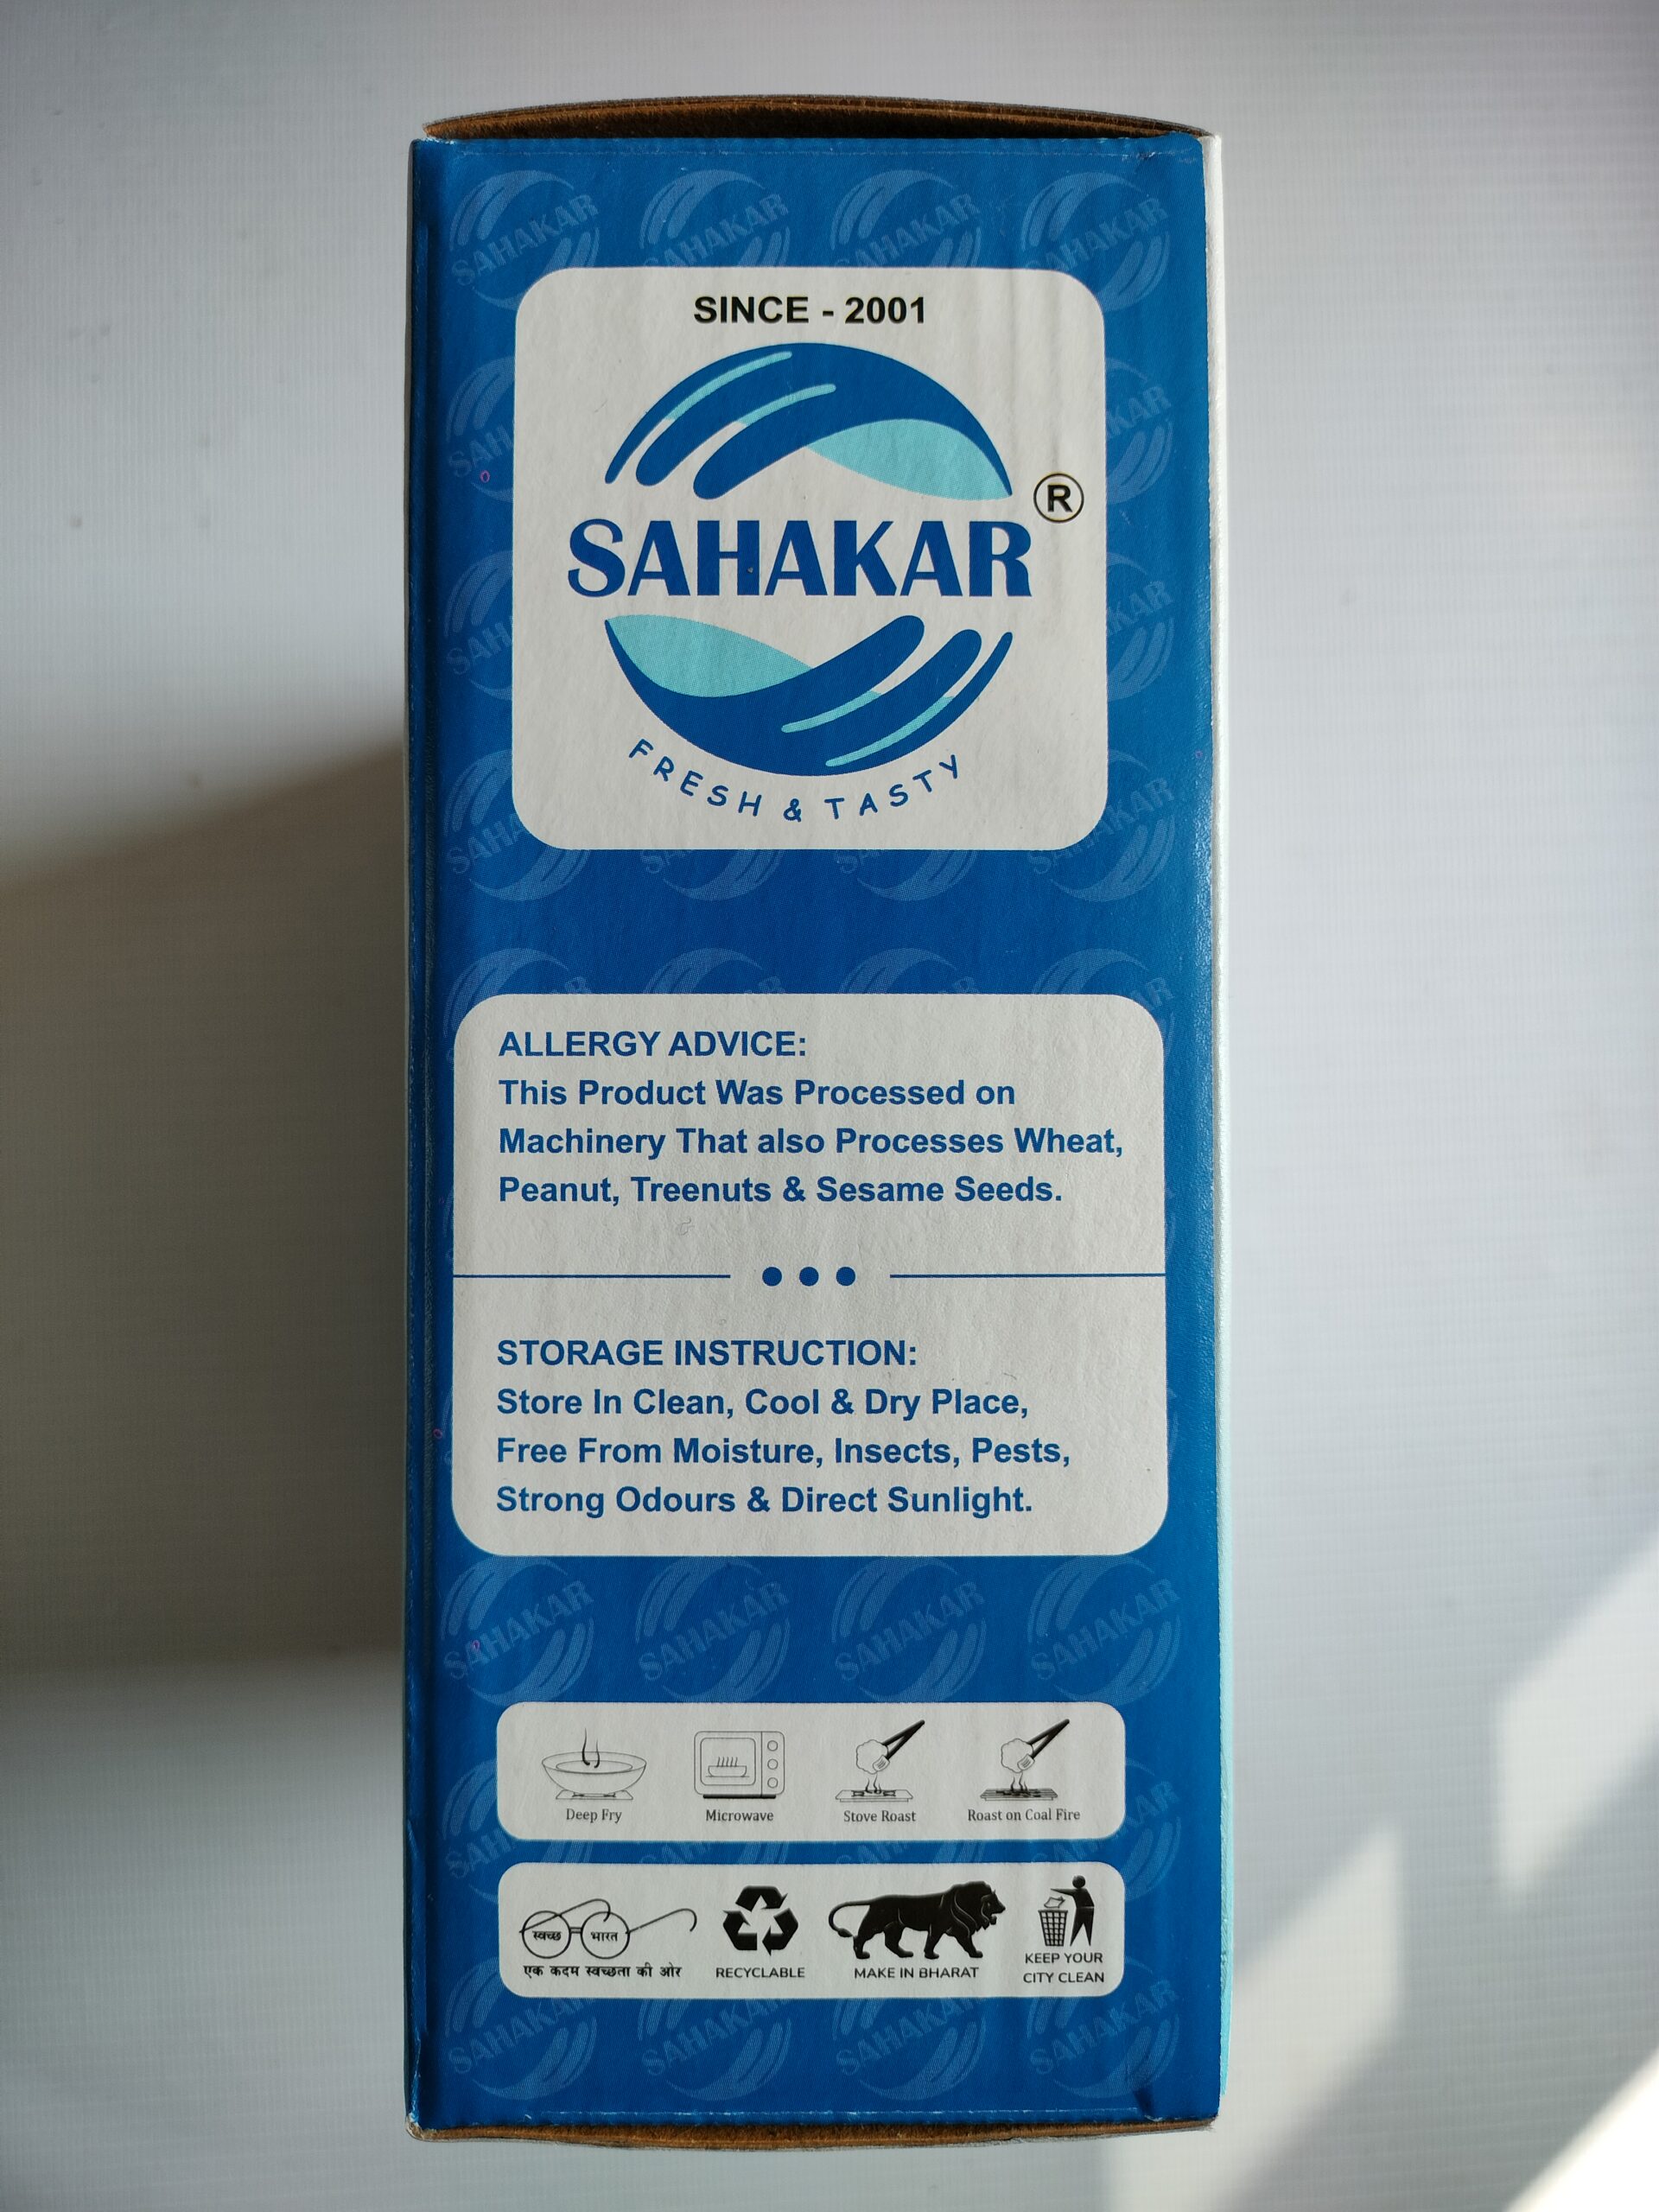 SINCE - 2001
SAHAKAR®
FRESH & TASTY
ALLERGY ADVICE:
This Product Was Processed on
Machinery That also Processes Wheat,
Peanut, Treenuts & Sesame Seeds.
STORAGE INSTRUCTION:
Store In Clean, Cool & Dry Place,
Free From Moisture, Insects, Pests,
Strong Odours & Direct Sunlight.
Deep Fry
Microwave
Stove Roast
Roast on Coal Fire
स्वच्छ भारत
एक कदम स्वच्छता की ओर
RECYCLABLE
MAKE IN BHARAT
KEEP YOUR
CITY CLEAN